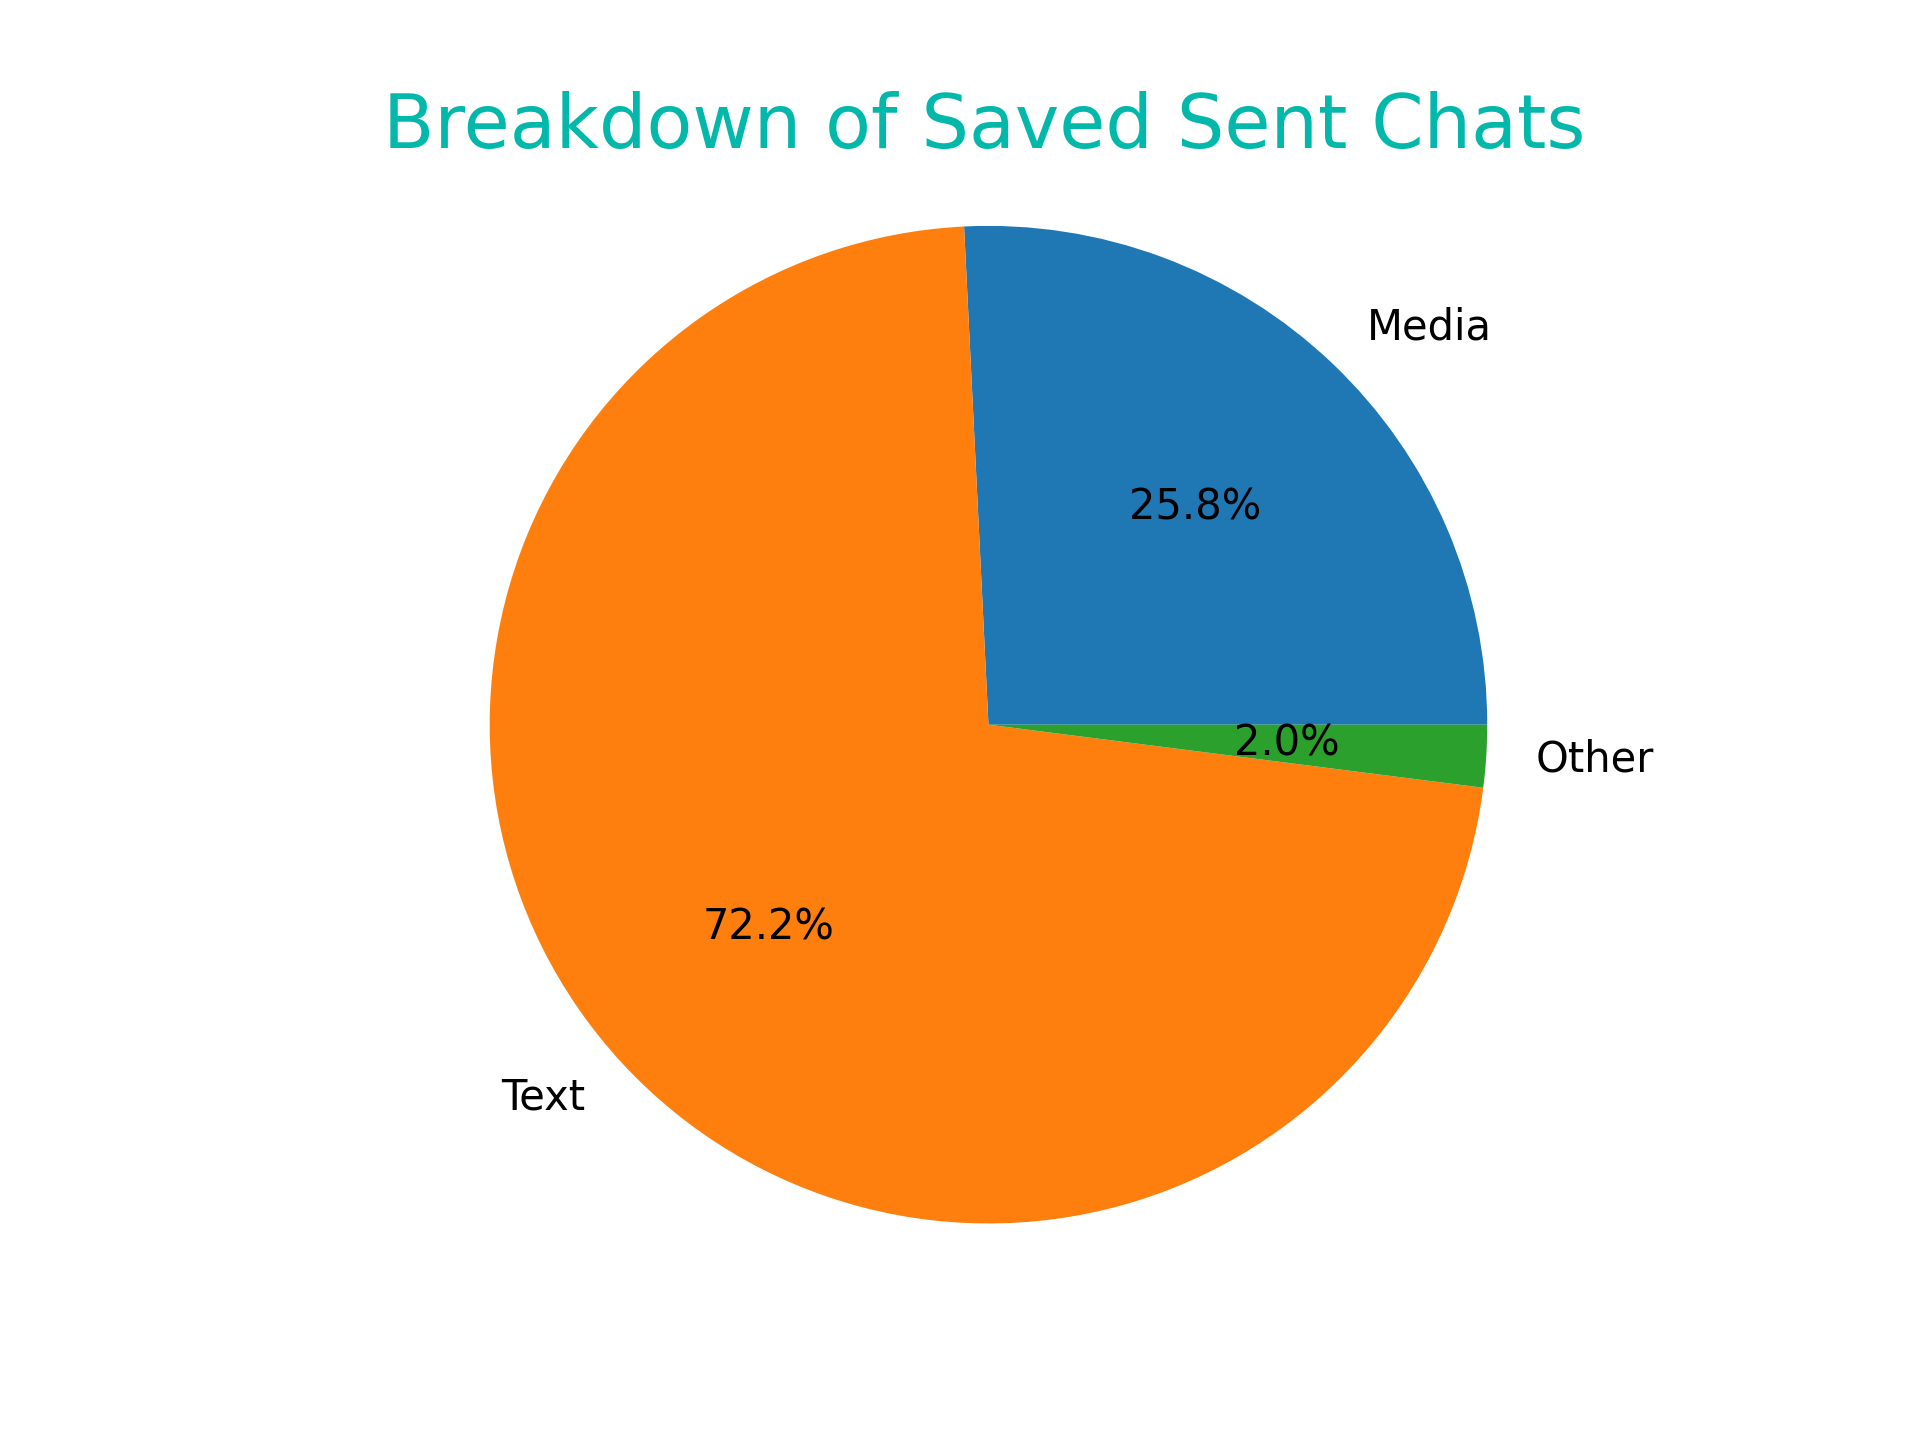 Breakdown of Saved Sent Chats
Media
25.8%
2.0%
Other
72.2%
Text